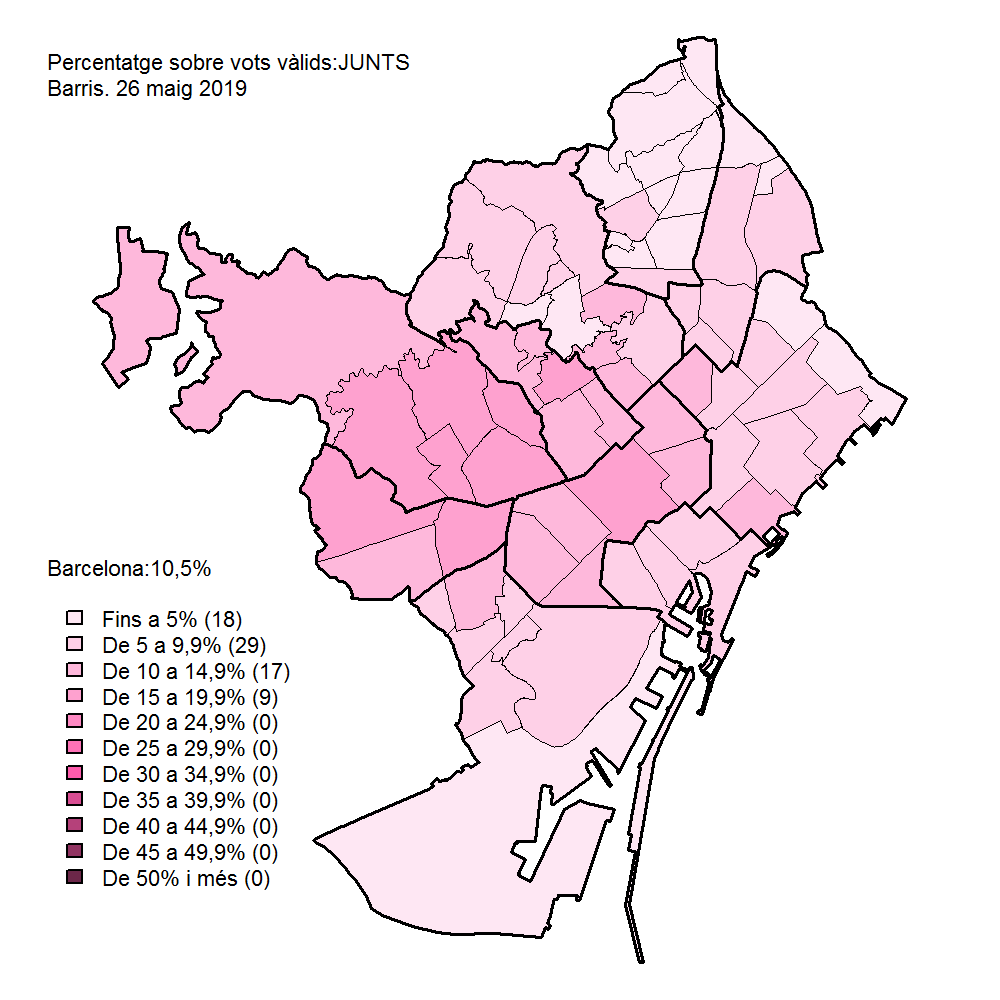 Percentatge sobre vots vàlids:JUNTS
Barris. 26 maig 2019
Barcelona:10,5%
Fins a 5% (18)
De 5 a 9,9% (29)
De 10 a 14,9% (17)
De 15 a 19,9% (9)
De 20 a 24,9% (0)
De 25 a 29,9% (0)
De 30 a 34,9% (0)
De 35 a 39,9% (0)
De 40 a 44,9% (0)
De 45 a 49,9% (0)
De 50% i més (0)